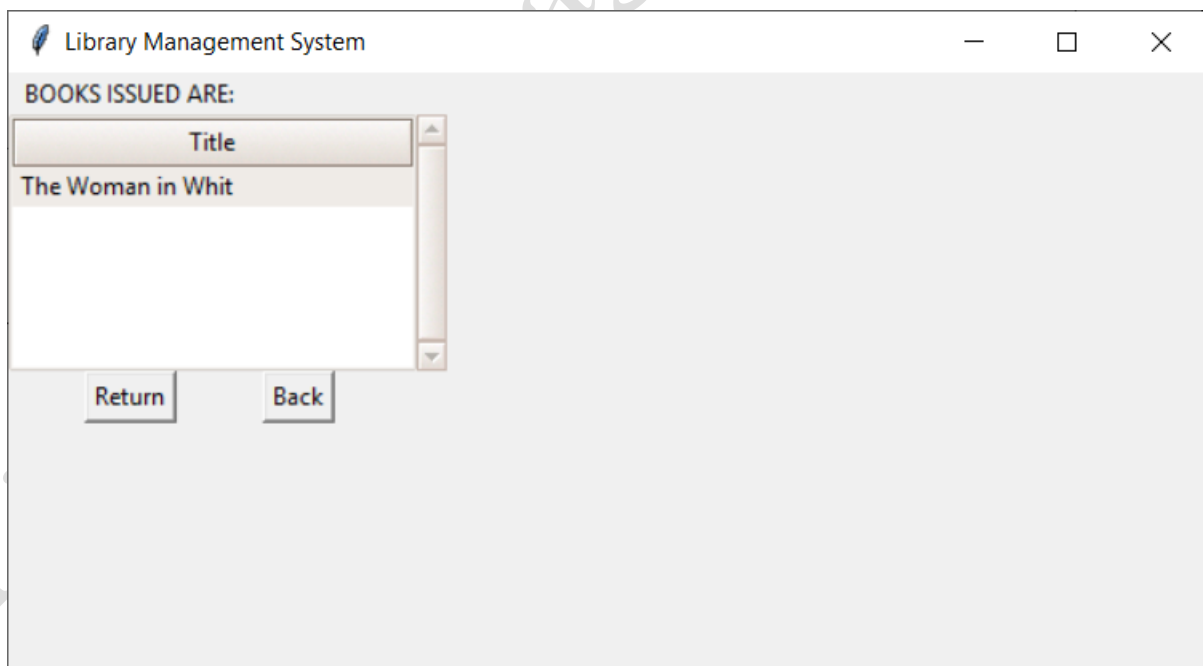 Library Management System
BOOKS ISSUED ARE:
Title
The Woman in Whit
Return Back